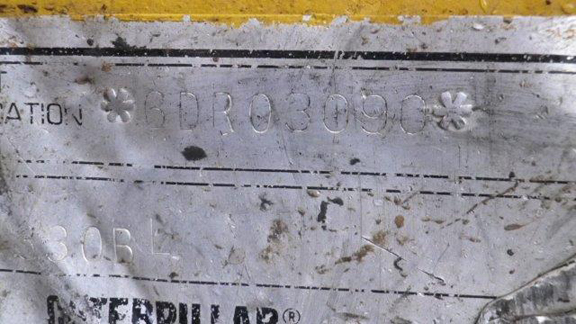 ATION *6DR03090*
30BL
CATERPILLAR®